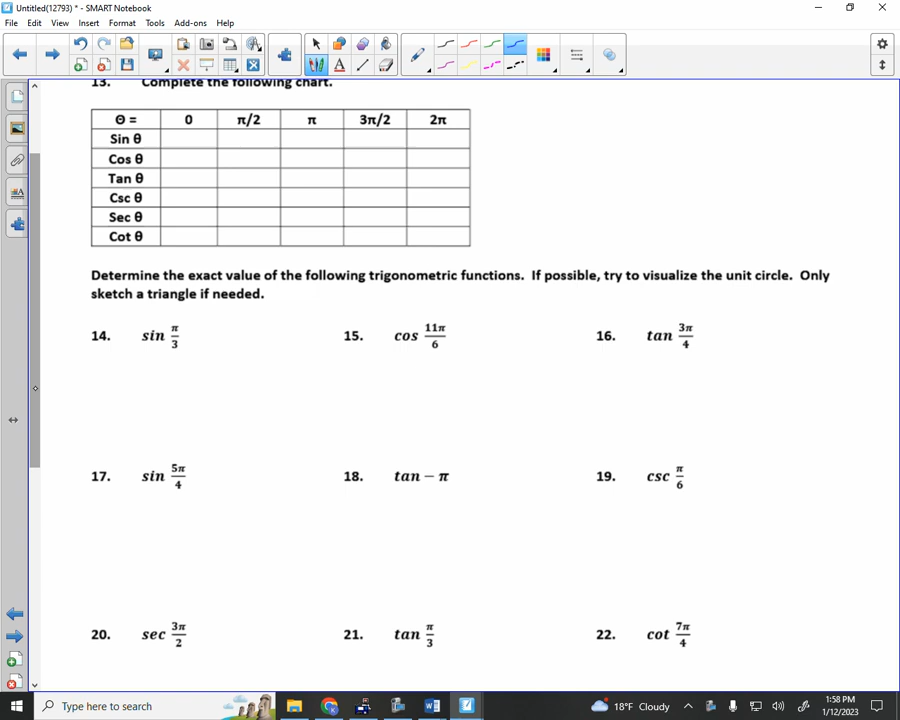 Untitled(12793) * - SMART Notebook
File Edit View Insert Format Tools Add-ons Help
13. Complete the following chart.
Θ = 0 π/2 π 3π/2 2π
Sin θ
Cos θ
Tan θ
Csc θ
Sec θ
Cot θ
Determine the exact value of the following trigonometric functions. If possible, try to visualize the unit circle. Only
sketch a triangle if needed.
14. sin π/3 15. cos 11π/6 16. tan 3π/4
17. sin 5π/4 18. tan − π 19. csc π/6
20. sec 3π/2 21. tan π/3 22. cot 7π/4
Type here to search 18°F Cloudy 1:58 PM
1/12/2023